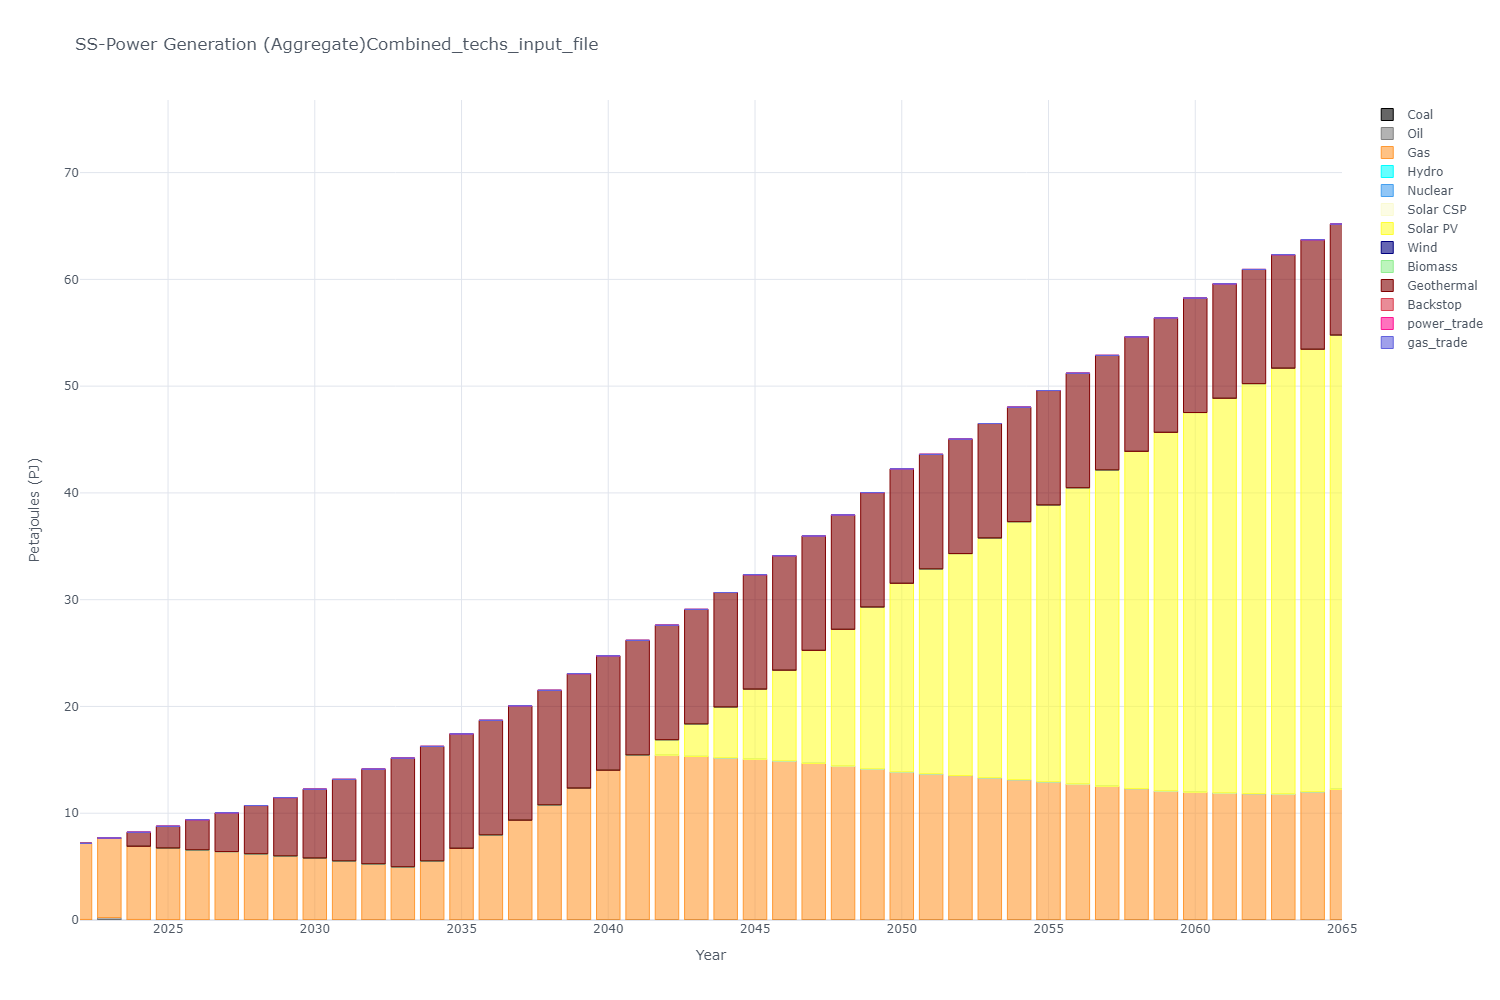 SS-Power Generation (Aggregate)Combined_techs_input_file
Coal
Oil
Gas
Hydro
Nuclear
Solar CSP
Solar PV
Wind
Biomass
Geothermal
Backstop
power_trade
gas_trade
Petajoules (PJ)
70
60
50
40
30
20
10
0
2025
2030
2035
2040
2045
2050
2055
2060
2065
Year